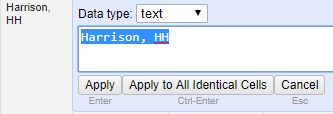 Harrison,
HH
Data type: text
Harrison, HH
Apply Apply to All Identical Cells Cancel
Enter Ctrl-Enter Esc